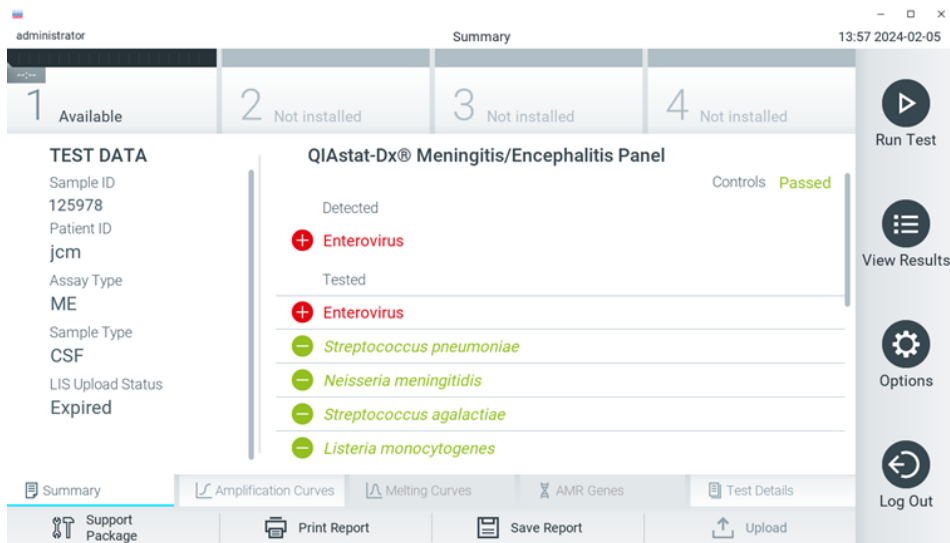 administrator
Summary
13:57 2024-02-05
--:--
1 Available
2 Not installed
3 Not installed
4 Not installed
Run Test
View Results
Options
Log Out
TEST DATA
Sample ID
125978
Patient ID
jcm
Assay Type
ME
Sample Type
CSF
LIS Upload Status
Expired
QIAstat-Dx® Meningitis/Encephalitis Panel
Controls Passed
Detected
Enterovirus
Tested
Enterovirus
Streptococcus pneumoniae
Neisseria meningitidis
Streptococcus agalactiae
Listeria monocytogenes
Summary
Amplification Curves
Melting Curves
AMR Genes
Test Details
Support
Package
Print Report
Save Report
Upload